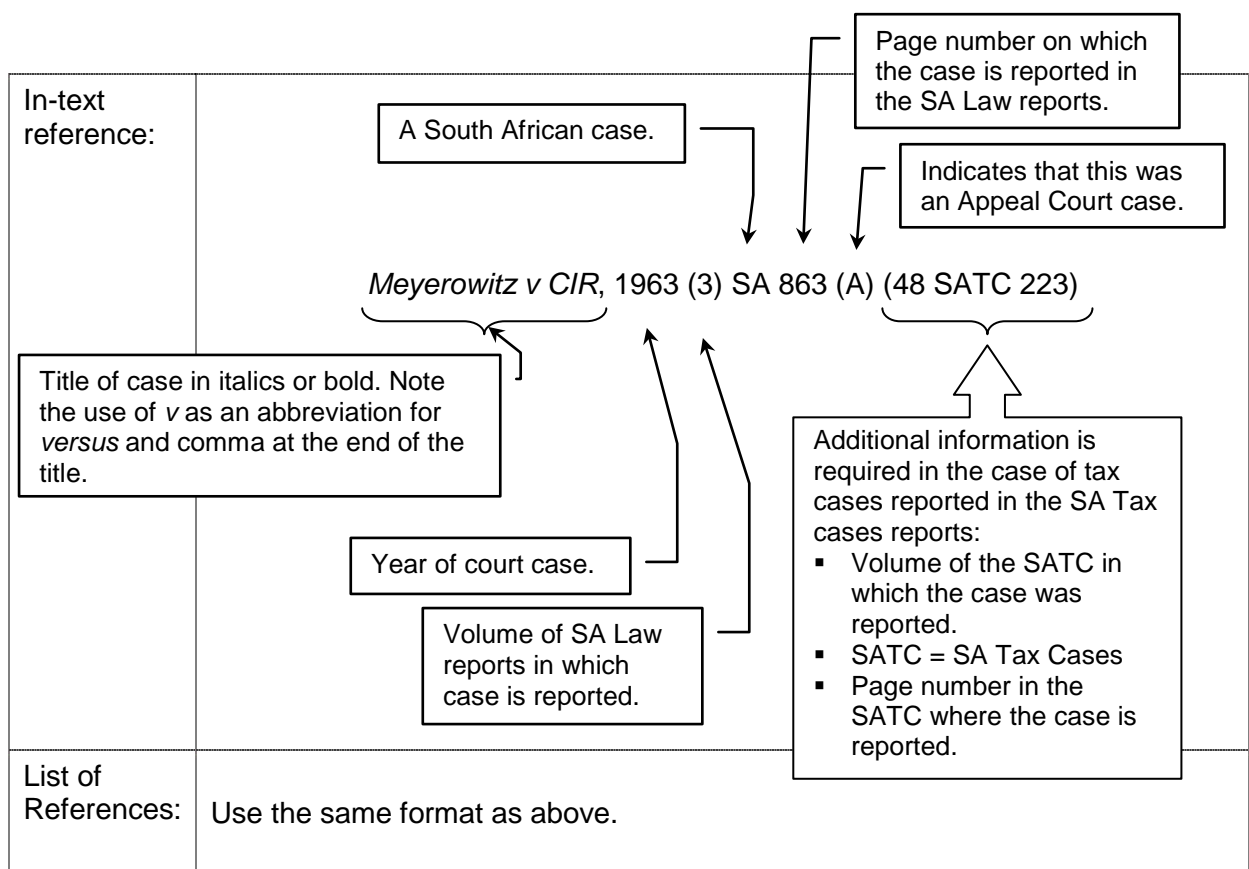 Page number on which
the case is reported in
the SA Law reports.
In-text
reference:
A South African case.
Indicates that this was
an Appeal Court case.
Meyerowitz v CIR, 1963 (3) SA 863 (A) (48 SATC 223)
Title of case in italics or bold. Note
the use of v as an abbreviation for
versus and comma at the end of the
title.
Additional information is
required in the case of tax
cases reported in the SA Tax
cases reports:
▪ Volume of the SATC in
which the case was
reported.
▪ SATC = SA Tax Cases
▪ Page number in the
SATC where the case is
reported.
Year of court case.
Volume of SA Law
reports in which
case is reported.
List of
References:
Use the same format as above.